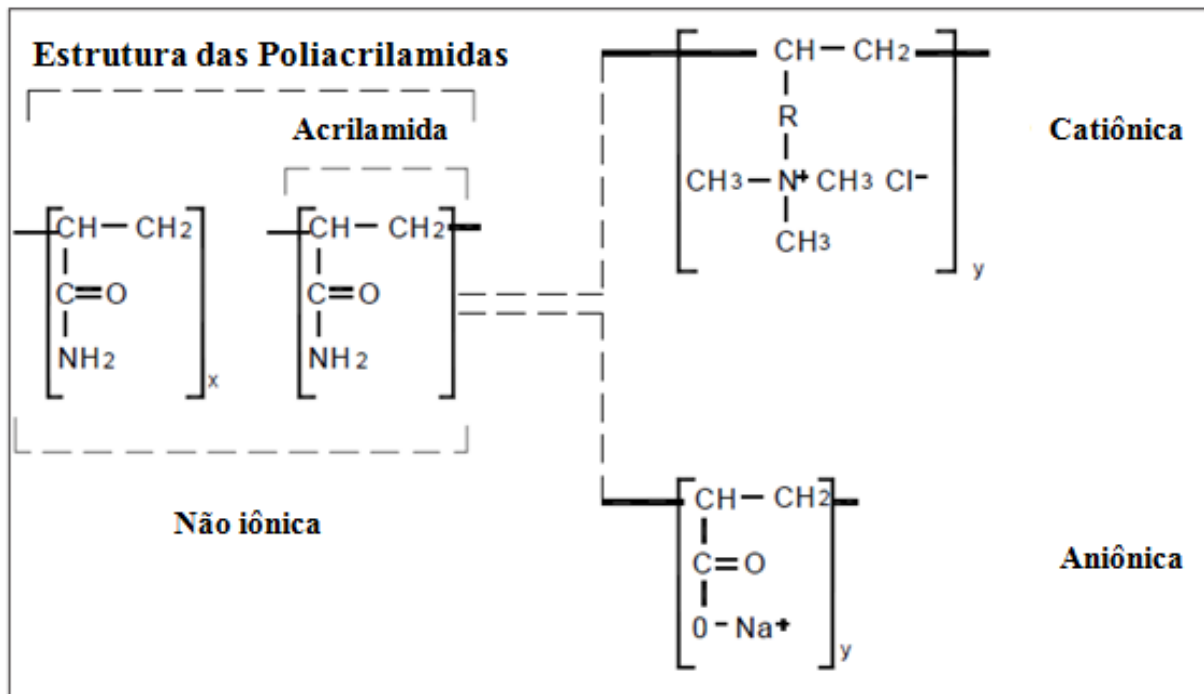 Estrutura das Poliacrilamidas
Acrilamida
CH — CH2
C=O
NH2
x
CH — CH2
C=O
NH2
Não iônica
CH — CH2
R
CH3 — N+ CH3 Cl-
CH3
y
Catiônica
CH — CH2
C=O
0- Na+
y
Aniônica